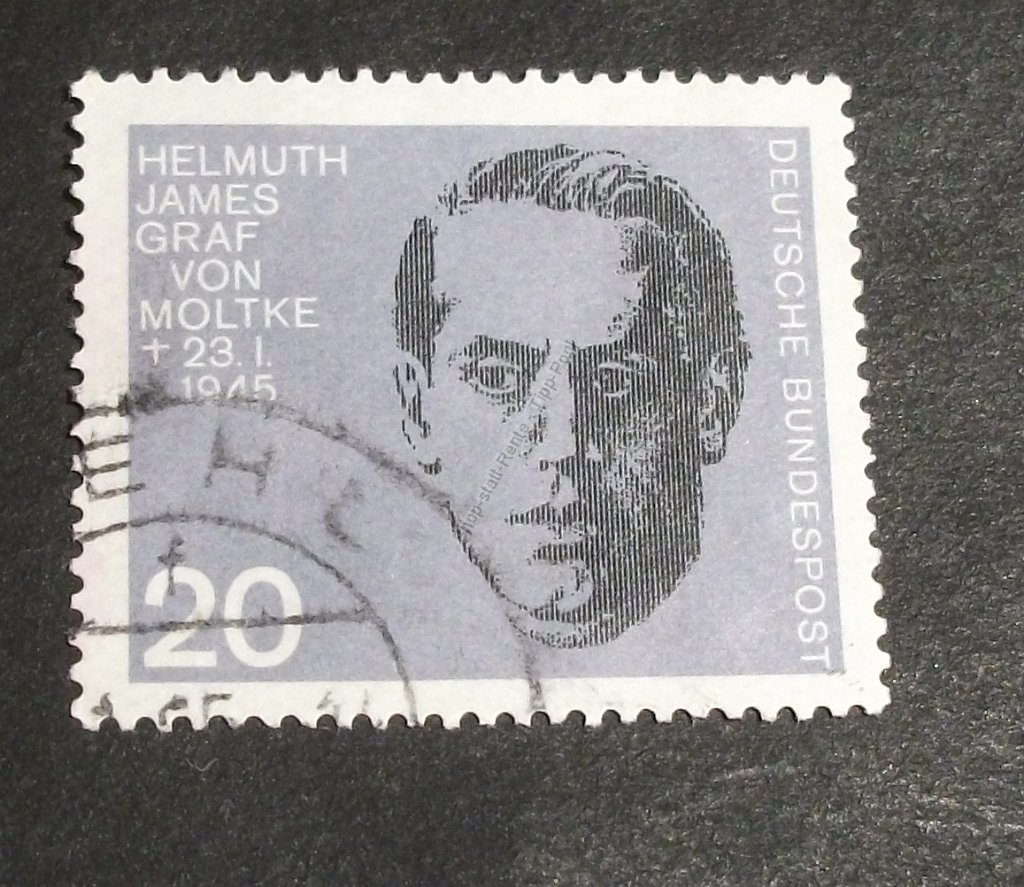 HELMUTH
JAMES
GRAF
VON
MOLTKE
+ 23. I.
1945
20
DEUTSCHE BUNDESPOST